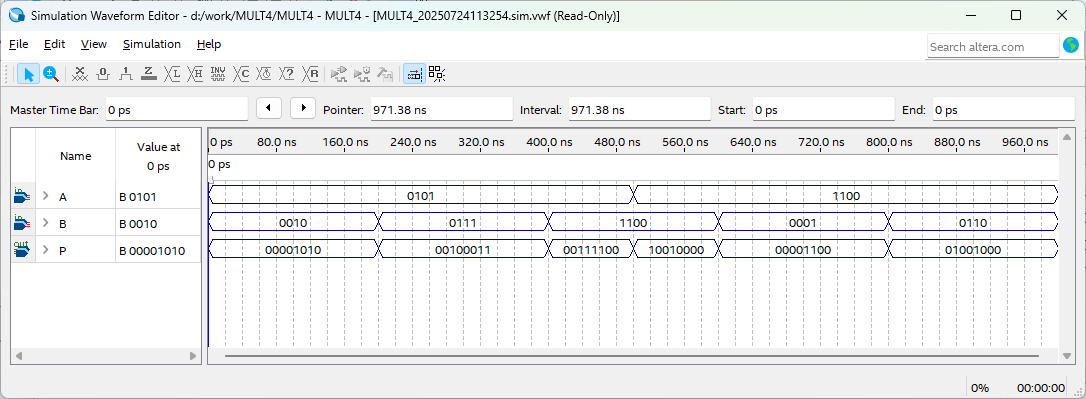 Simulation Waveform Editor - d:/work/MULT4/MULT4 - MULT4 - [MULT4_20250724113254.sim.vwf (Read-Only)]
File Edit View Simulation Help
Search altera.com
Master Time Bar: 0 ps Pointer: 971.38 ns Interval: 971.38 ns Start: 0 ps End: 0 ps
Name Value at
0 ps
0 ps 80.0 ns 160.0 ns 240.0 ns 320.0 ns 400.0 ns 480.0 ns 560.0 ns 640.0 ns 720.0 ns 800.0 ns 880.0 ns 960.0 ns
0 ps
in A B 0101 0101 1100
in B B 0010 0010 0111 1100 0001 0110
out P B 00001010 00001010 00100011 00111100 10010000 00001100 01001000
0% 00:00:00